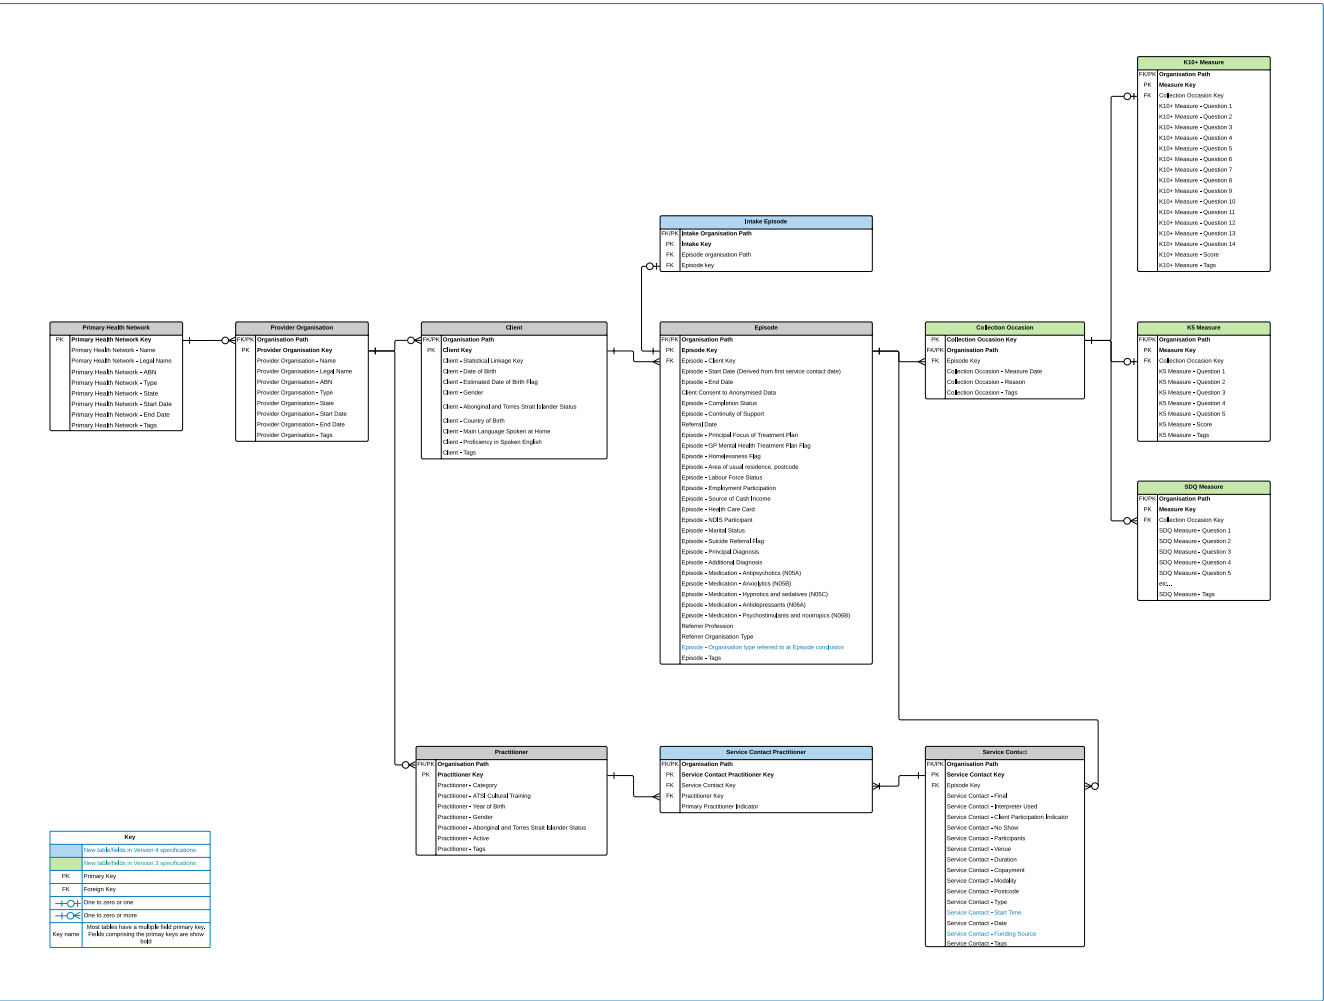 K10+ Measure
FK/PK Organisation Path
PK Measure Key
FK Collection Occasion Key
K10+ Measure - Question 1
K10+ Measure - Question 2
K10+ Measure - Question 3
K10+ Measure - Question 4
K10+ Measure - Question 5
K10+ Measure - Question 6
K10+ Measure - Question 7
K10+ Measure - Question 8
K10+ Measure - Question 9
K10+ Measure - Question 10
K10+ Measure - Question 11
K10+ Measure - Question 12
K10+ Measure - Question 13
K10+ Measure - Question 14
K10+ Measure - Score
K10+ Measure - Tags
Intake Episode
FK/PK Intake Organisation Path
PK Intake Key
FK Episode organisation Path
FK Episode key
Primary Health Network
PK Primary Health Network Key
Primary Health Network - Name
Primary Health Network - Legal Name
Primary Health Network - ABN
Primary Health Network - Type
Primary Health Network - State
Primary Health Network - Start Date
Primary Health Network - End Date
Primary Health Network - Tags
Provider Organisation
FK/PK Organisation Path
PK Provider Organisation Key
Provider Organisation - Name
Provider Organisation - Legal Name
Provider Organisation - ABN
Provider Organisation - Type
Provider Organisation - State
Provider Organisation - Start Date
Provider Organisation - End Date
Provider Organisation - Tags
Client
FK/PK Organisation Path
PK Client Key
Client - Statistical Linkage Key
Client - Date of Birth
Client - Estimated Date of Birth Flag
Client - Gender
Client - Aboriginal and Torres Strait Islander Status
Client - Country of Birth
Client - Main Language Spoken at Home
Client - Proficiency in Spoken English
Client - Tags
Episode
FK/PK Organisation Path
PK Episode Key
FK Episode - Client Key
Episode - Start Date (Derived from first service contact date)
Episode - End Date
Client Consent to Anonymised Data
Episode - Completion Status
Episode - Continuity of Support
Referral Date
Episode - Principal Focus of Treatment Plan
Episode - GP Mental Health Treatment Plan Flag
Episode - Homelessness Flag
Episode - Area of usual residence, postcode
Episode - Labour Force Status
Episode - Employment Participation
Episode - Source of Cash Income
Episode - Health Care Card
Episode - NDIS Participant
Episode - Marital Status
Episode - Suicide Referral Flag
Episode - Principal Diagnosis
Episode - Additional Diagnosis
Episode - Medication - Antipsychotics (N05A)
Episode - Medication - Anxiolytics (N05B)
Episode - Medication - Hypnotics and sedatives (N05C)
Episode - Medication - Antidepressants (N06A)
Episode - Medication - Psychostimulants and nootropics (N06B)
Referrer Profession
Referrer Organisation Type
Episode - Organisation type referred to at Episode conclusion
Episode - Tags
Collection Occasion
PK Collection Occasion Key
FK/PK Organisation Path
FK Episode Key
Collection Occasion - Measure Date
Collection Occasion - Reason
Collection Occasion - Tags
K5 Measure
FK/PK Organisation Path
PK Measure Key
FK Collection Occasion Key
K5 Measure - Question 1
K5 Measure - Question 2
K5 Measure - Question 3
K5 Measure - Question 4
K5 Measure - Question 5
K5 Measure - Score
K5 Measure - Tags
SDQ Measure
FK/PK Organisation Path
PK Measure Key
FK Collection Occasion Key
SDQ Measure - Question 1
SDQ Measure - Question 2
SDQ Measure - Question 3
SDQ Measure - Question 4
SDQ Measure - Question 5
etc...
SDQ Measure - Tags
Practitioner
FK/PK Organisation Path
PK Practitioner Key
Practitioner - Category
Practitioner - ATSI Cultural Training
Practitioner - Year of Birth
Practitioner - Gender
Practitioner - Aboriginal and Torres Strait Islander Status
Practitioner - Active
Practitioner - Tags
Service Contact Practitioner
FK/PK Organisation Path
PK Service Contact Practitioner Key
FK Service Contact Key
FK Practitioner Key
Primary Practitioner Indicator
Service Contact
FK/PK Organisation Path
PK Service Contact Key
FK Episode Key
Service Contact - Final
Service Contact - Interpreter Used
Service Contact - Client Participation Indicator
Service Contact - No Show
Service Contact - Participants
Service Contact - Venue
Service Contact - Duration
Service Contact - Copayment
Service Contact - Modality
Service Contact - Postcode
Service Contact - Type
Service Contact - Start Time
Service Contact - Date
Service Contact - Funding Source
Service Contact - Tags
Key
New table/fields in Version 4 specifications
New table/fields in Version 3 specifications
PK Primary Key
FK Foreign Key
One to zero or one
One to zero or more
Key name Most tables have a multiple field primary key.
Fields comprising the primay keys are show
bold